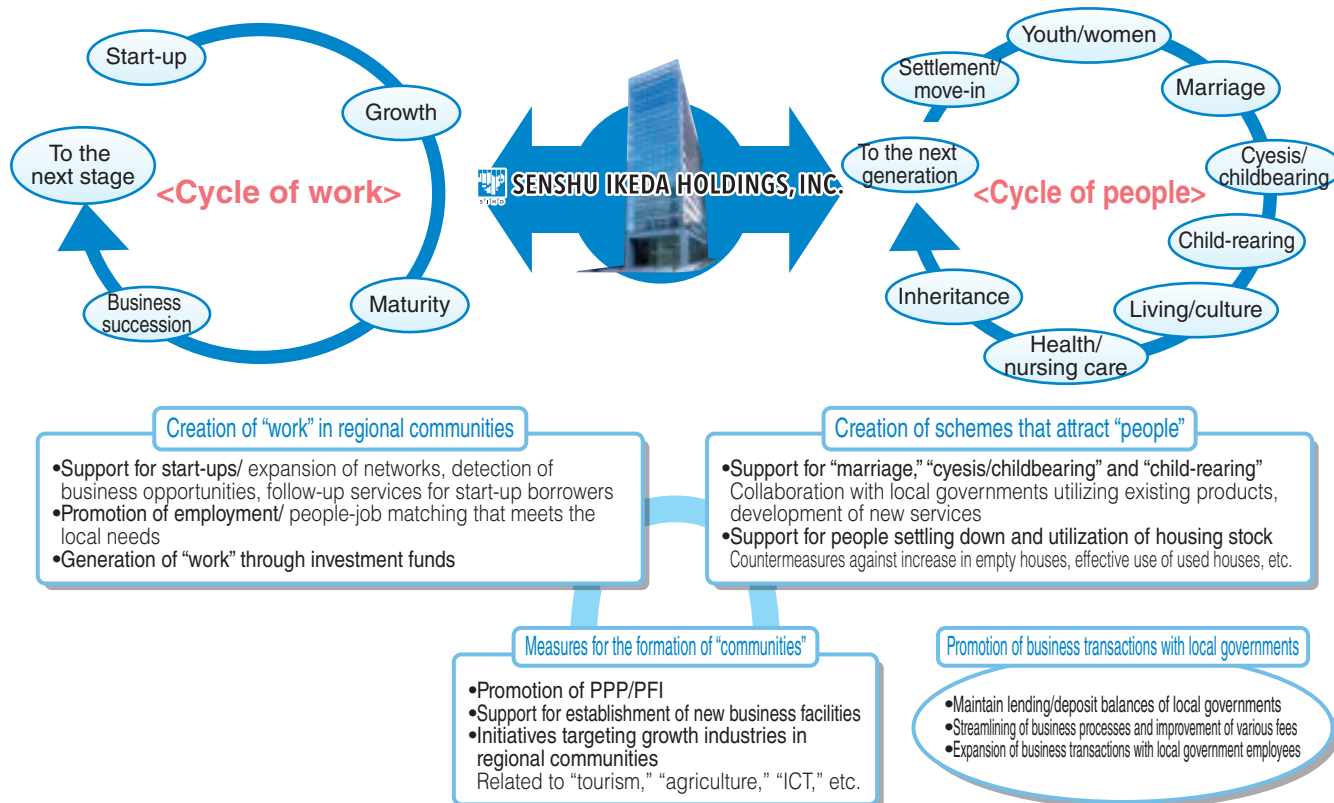 Start-up
Growth
To the
next stage
<Cycle of work>
Business
succession
Maturity
SIHD
SENSHU IKEDA HOLDINGS, INC.
Youth/women
Settlement/
move-in
Marriage
To the next
generation
<Cycle of people>
Cyesis/
childbearing
Child-rearing
Inheritance
Living/culture
Health/
nursing care
Creation of “work” in regional communities
•Support for start-ups/ expansion of networks, detection of
business opportunities, follow-up services for start-up borrowers
•Promotion of employment/ people-job matching that meets the
local needs
•Generation of “work” through investment funds
Creation of schemes that attract “people”
•Support for “marriage,” “cyesis/childbearing” and “child-rearing”
Collaboration with local governments utilizing existing products,
development of new services
•Support for people settling down and utilization of housing stock
Countermeasures against increase in empty houses, effective use of used houses, etc.
Measures for the formation of “communities”
•Promotion of PPP/PFI
•Support for establishment of new business facilities
•Initiatives targeting growth industries in
regional communities
Related to “tourism,” “agriculture,” “ICT,” etc.
Promotion of business transactions with local governments
•Maintain lending/deposit balances of local governments
•Streamlining of business processes and improvement of various fees
•Expansion of business transactions with local government employees